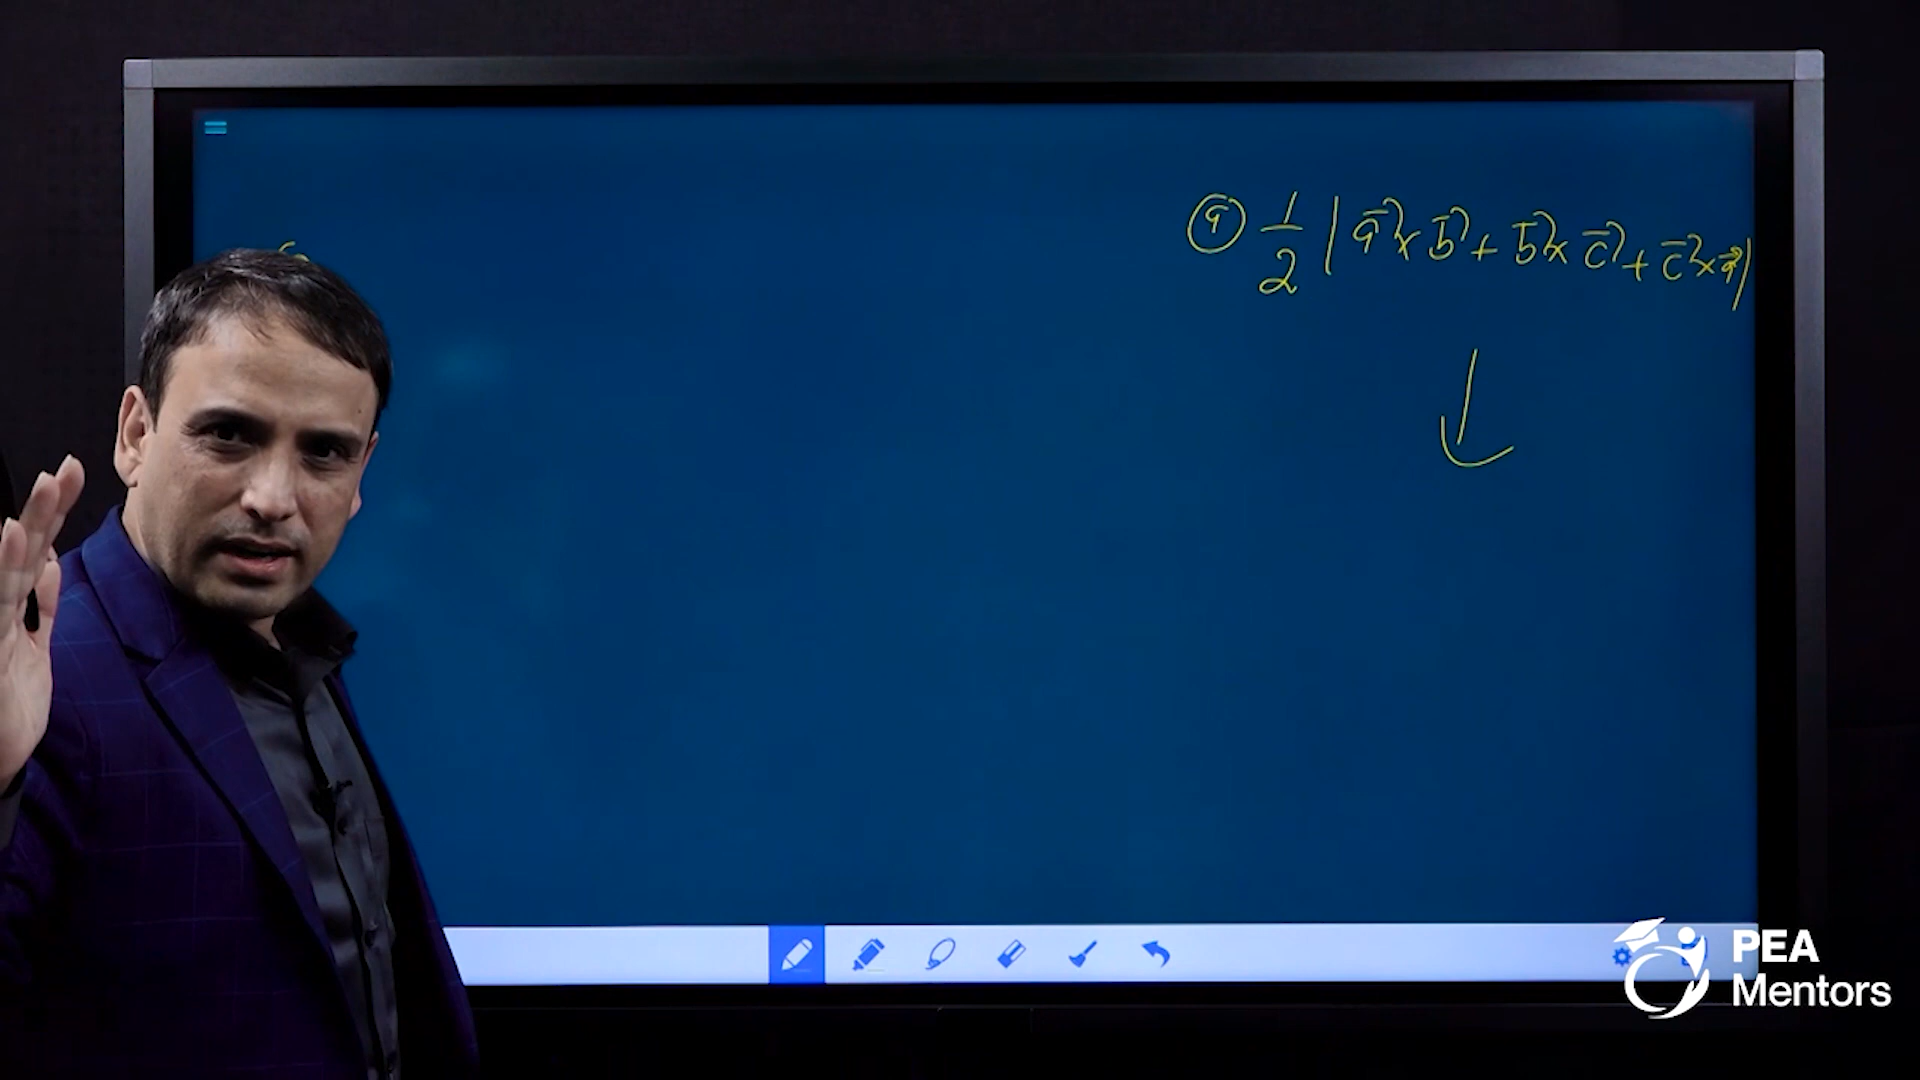 (9) 1/2 | a⃗ × b⃗ + b⃗ × c⃗ + c⃗ × a⃗ |
PEA
Mentors